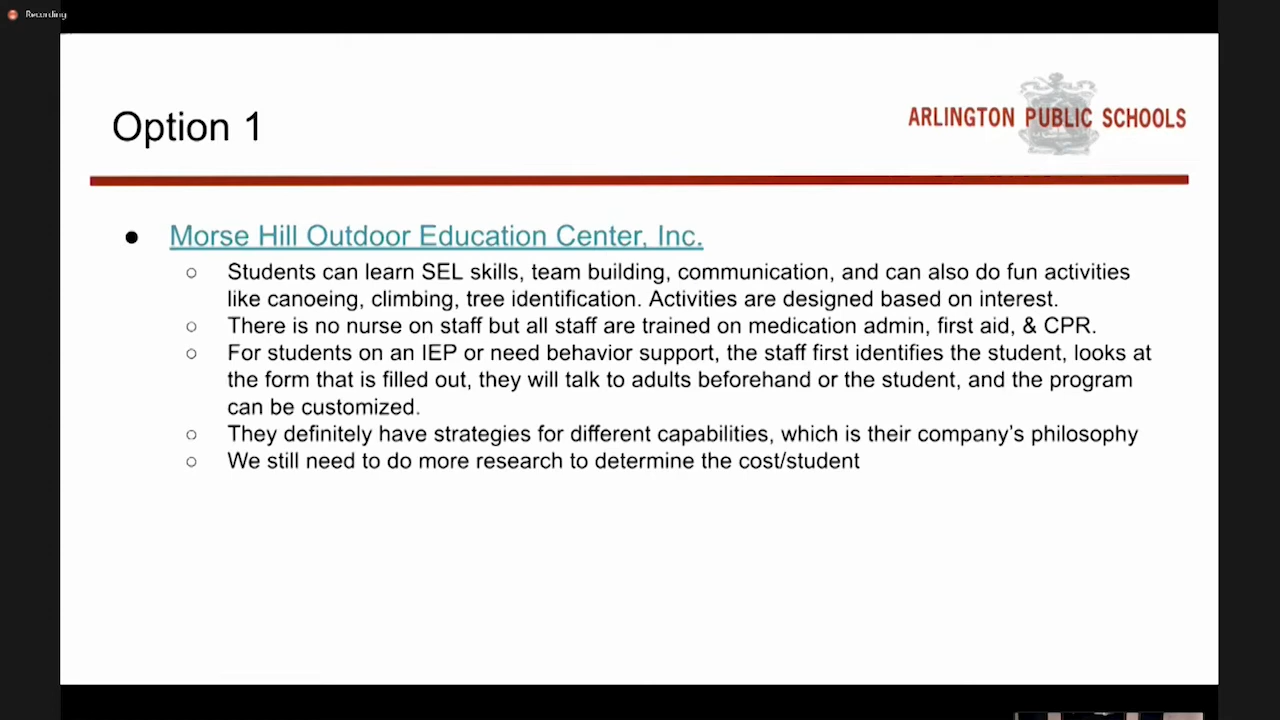 Recording
Option 1
ARLINGTON PUBLIC SCHOOLS
● Morse Hill Outdoor Education Center, Inc.
○ Students can learn SEL skills, team building, communication, and can also do fun activities
like canoeing, climbing, tree identification. Activities are designed based on interest.
○ There is no nurse on staff but all staff are trained on medication admin, first aid, & CPR.
○ For students on an IEP or need behavior support, the staff first identifies the student, looks at
the form that is filled out, they will talk to adults beforehand or the student, and the program
can be customized.
○ They definitely have strategies for different capabilities, which is their company's philosophy
○ We still need to do more research to determine the cost/student